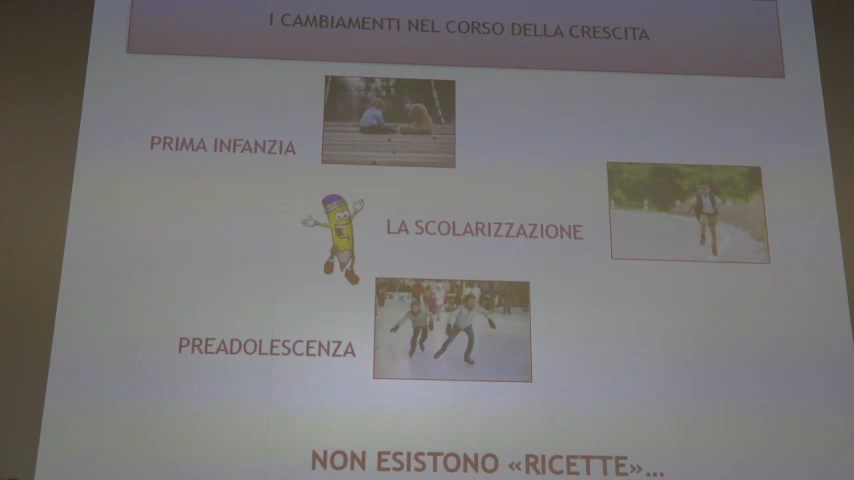 I CAMBIAMENTI NEL CORSO DELLA CRESCITA
PRIMA INFANZIA
LA SCOLARIZZAZIONE
PREADOLESCENZA
NON ESISTONO «RICETTE»...